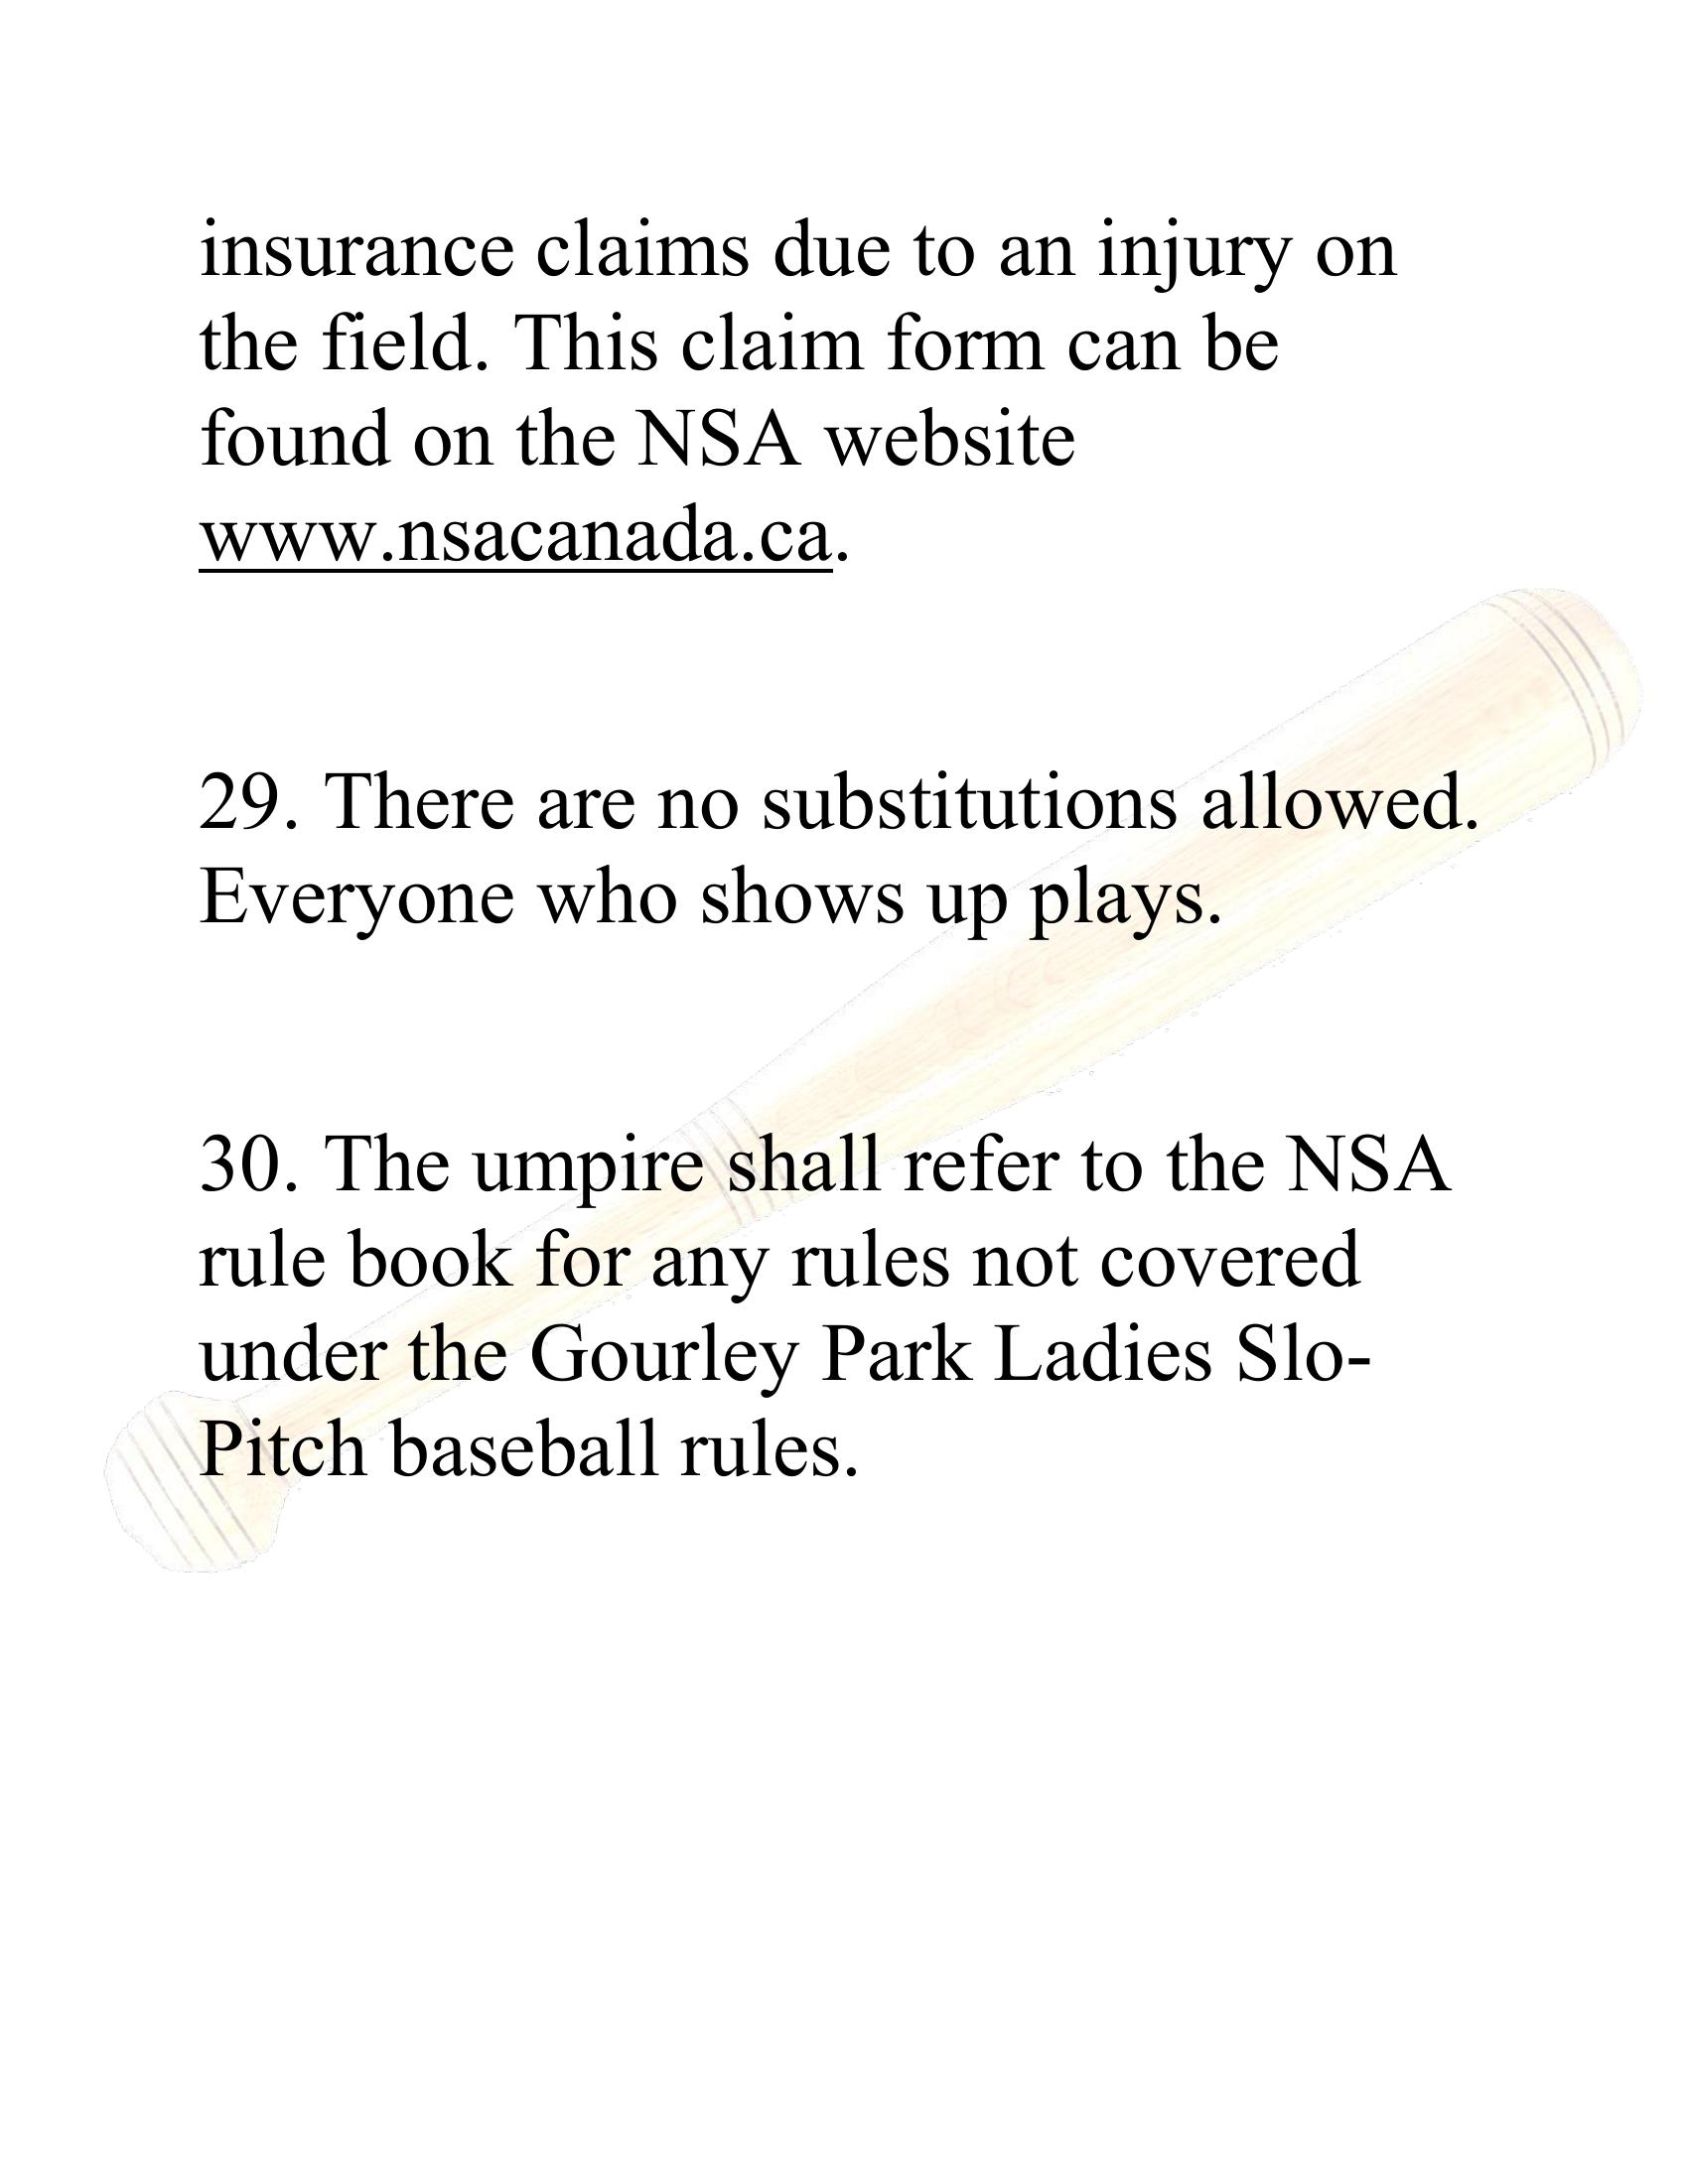 insurance claims due to an injury on
the field. This claim form can be
found on the NSA website
www.nsacanada.ca.
29. There are no substitutions allowed.
Everyone who shows up plays.
30. The umpire shall refer to the NSA
rule book for any rules not covered
under the Gourley Park Ladies Slo-
Pitch baseball rules.